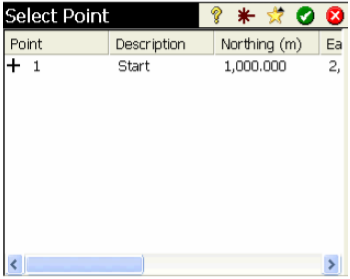 Select Point
Point Description Northing (m) Ea
1 Start 1,000.000 2,